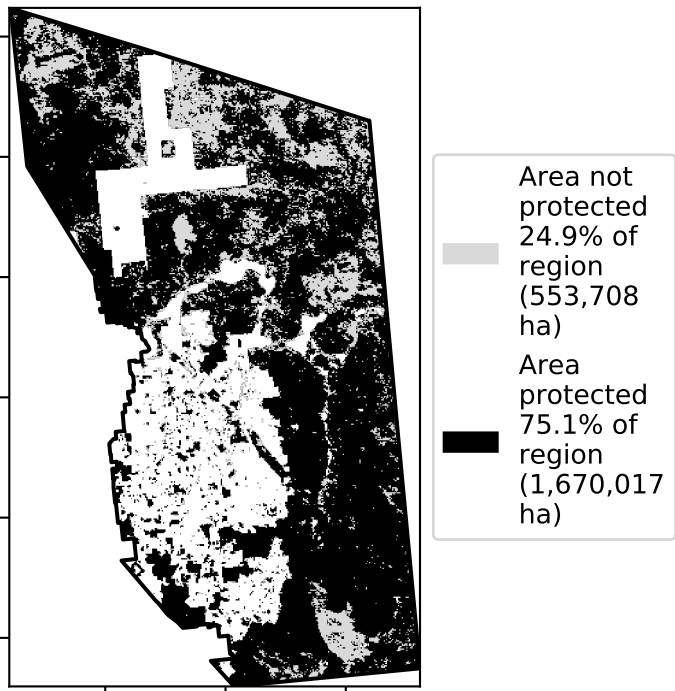 Area not
protected
24.9% of
region
(553,708
ha)
Area
protected
75.1% of
region
(1,670,017
ha)